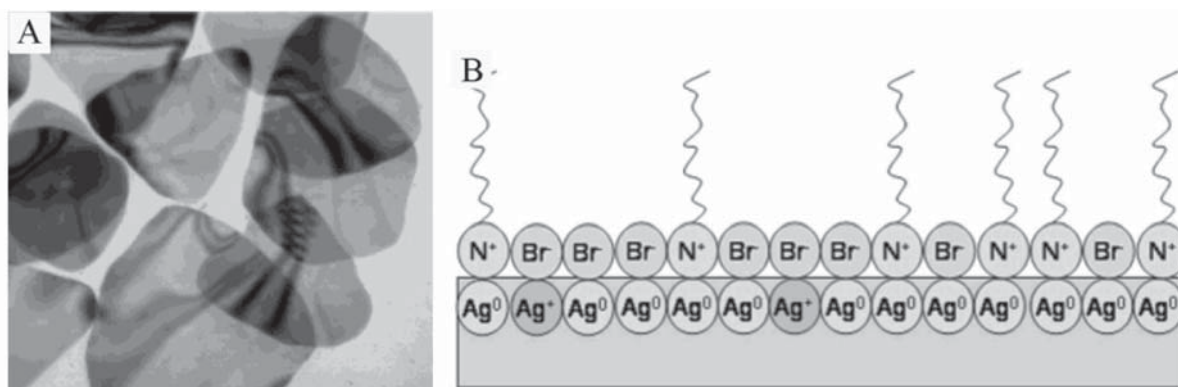 A
B
N⁺ Br⁻ Br⁻ Br⁻ N⁺ Br⁻ Br⁻ Br⁻ N⁺ Br⁻ N⁺ N⁺ Br⁻ N⁺
Ag⁰ Ag⁺ Ag⁰ Ag⁰ Ag⁰ Ag⁰ Ag⁺ Ag⁰ Ag⁰ Ag⁰ Ag⁰ Ag⁰ Ag⁰ Ag⁰